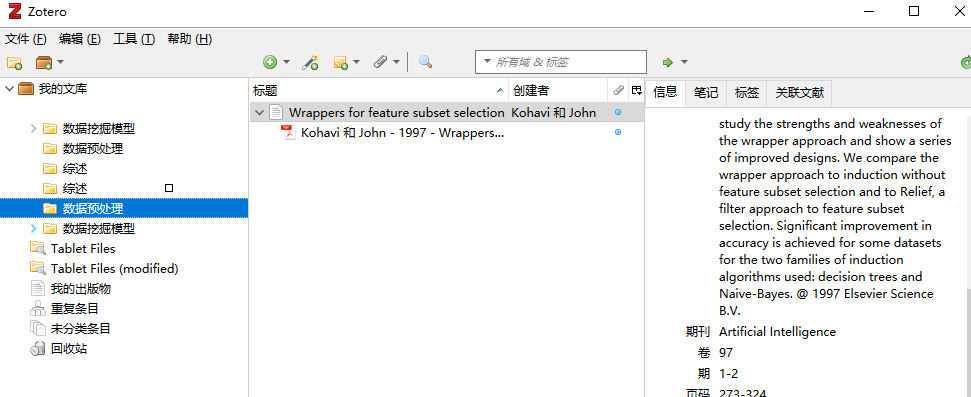 Zotero
文件 (F) 编辑 (E) 工具 (T) 帮助 (H)
所有域 & 标签
我的文库
数据挖掘模型
数据预处理
综述
综述
数据预处理
数据挖掘模型
Tablet Files
Tablet Files (modified)
我的出版物
重复条目
未分类条目
回收站
标题 创建者
Wrappers for feature subset selection Kohavi 和 John
Kohavi 和 John - 1997 - Wrappers...
信息 笔记 标签 关联文献
study the strengths and weaknesses of
the wrapper approach and show a series
of improved designs. We compare the
wrapper approach to induction without
feature subset selection and to Relief, a
filter approach to feature subset
selection. Significant improvement in
accuracy is achieved for some datasets
for the two families of induction
algorithms used: decision trees and
Naive-Bayes. @ 1997 Elsevier Science
B.V.
期刊 Artificial Intelligence
卷 97
期 1-2
页码 273-324